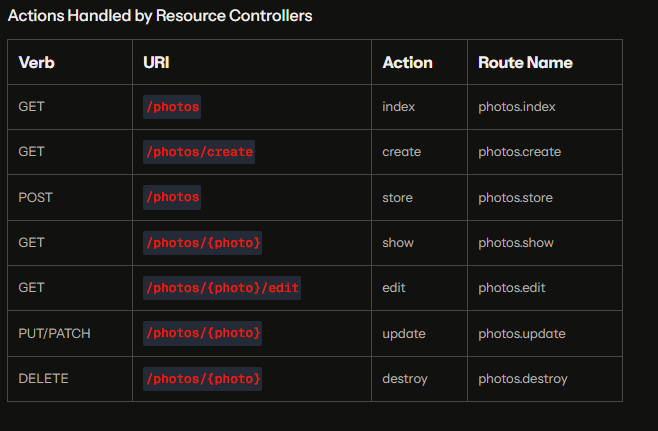 Actions Handled by Resource Controllers
Verb URI Action Route Name
GET /photos index photos.index
GET /photos/create create photos.create
POST /photos store photos.store
GET /photos/{photo} show photos.show
GET /photos/{photo}/edit edit photos.edit
PUT/PATCH /photos/{photo} update photos.update
DELETE /photos/{photo} destroy photos.destroy